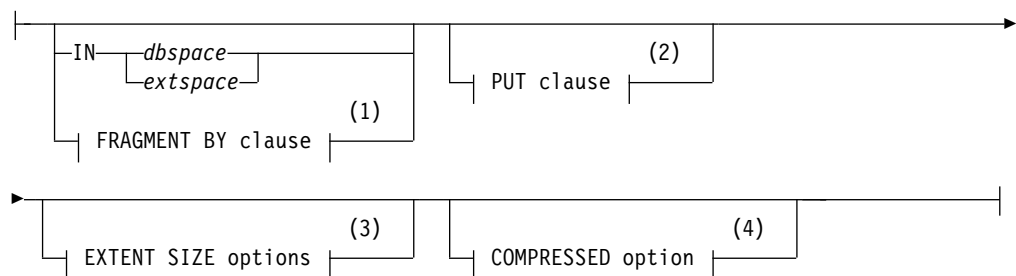 IN dbspace
extspace
(2)
PUT clause
(1)
FRAGMENT BY clause
(3)
EXTENT SIZE options
(4)
COMPRESSED option